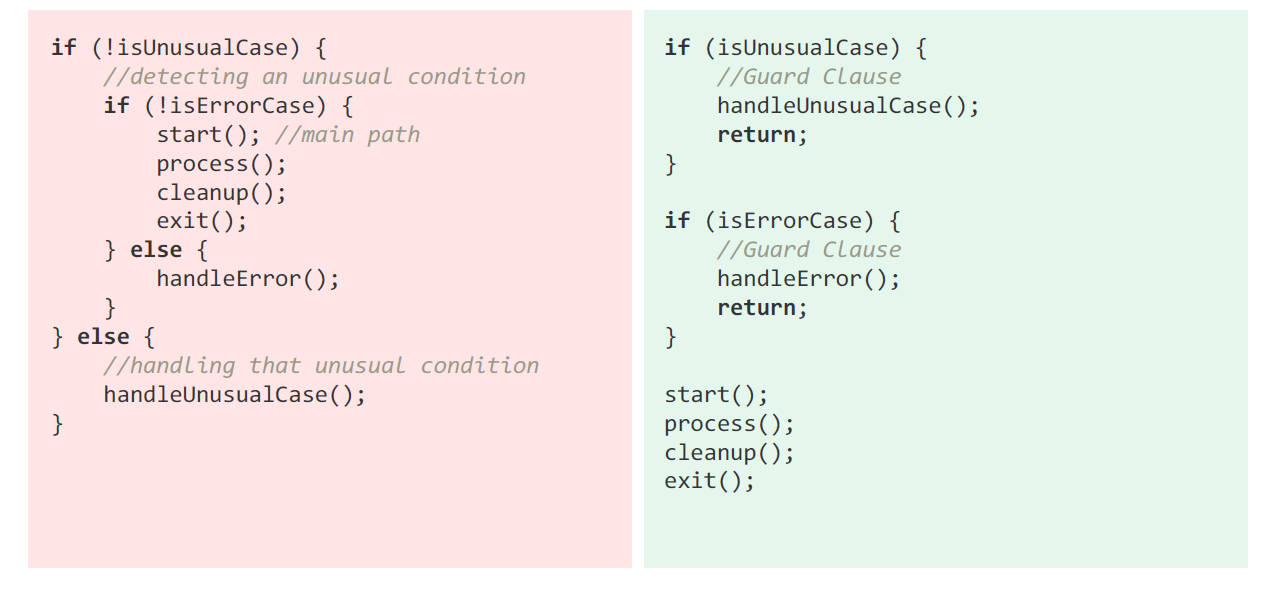 if (!isUnusualCase) {
    //detecting an unusual condition
    if (!isErrorCase) {
        start(); //main path
        process();
        cleanup();
        exit();
    } else {
        handleError();
    }
} else {
    //handling that unusual condition
    handleUnusualCase();
}
if (isUnusualCase) {
    //Guard Clause
    handleUnusualCase();
    return;
}
if (isErrorCase) {
    //Guard Clause
    handleError();
    return;
}
start();
process();
cleanup();
exit();